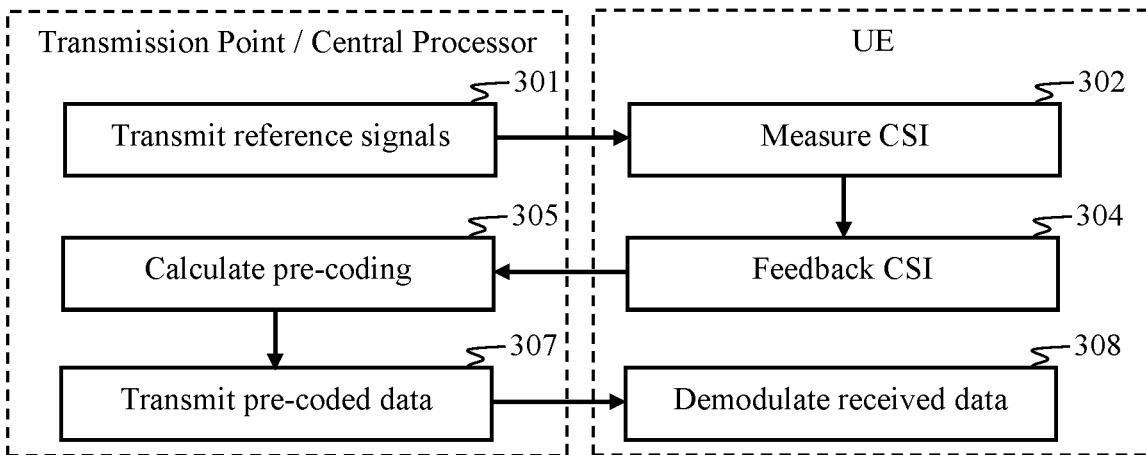 Transmission Point / Central Processor
UE
301
302
Transmit reference signals
Measure CSI
305
304
Calculate pre-coding
Feedback CSI
307
308
Transmit pre-coded data
Demodulate received data